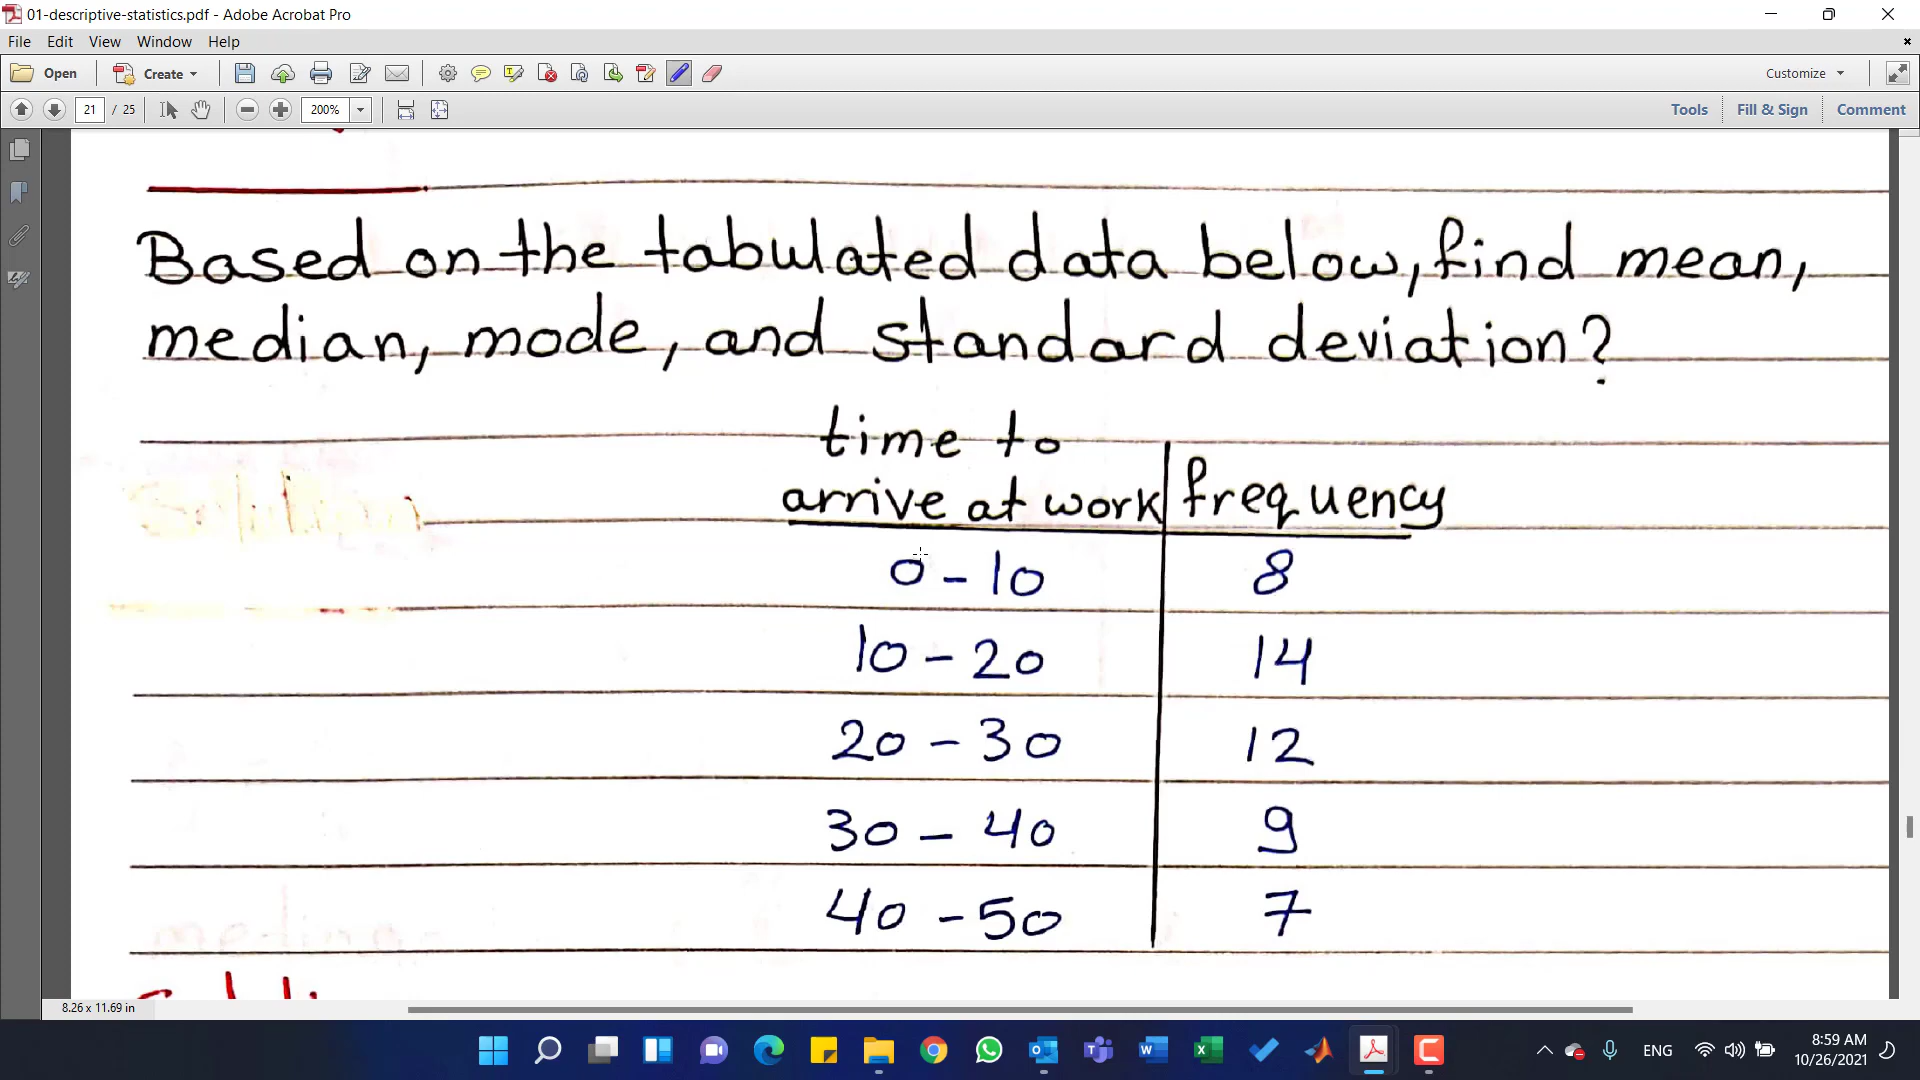 01-descriptive-statistics.pdf - Adobe Acrobat Pro
File Edit View Window Help
Open Create Customize
21 / 25 200% Tools Fill & Sign Comment
Based on the tabulated data below, find mean,
median, mode, and standard deviation?
time to
arrive at work frequency
0 - 10 8
10 - 20 14
20 - 30 12
30 - 40 9
40 - 50 7
8.26 x 11.69 in
ENG 8:59 AM
10/26/2021